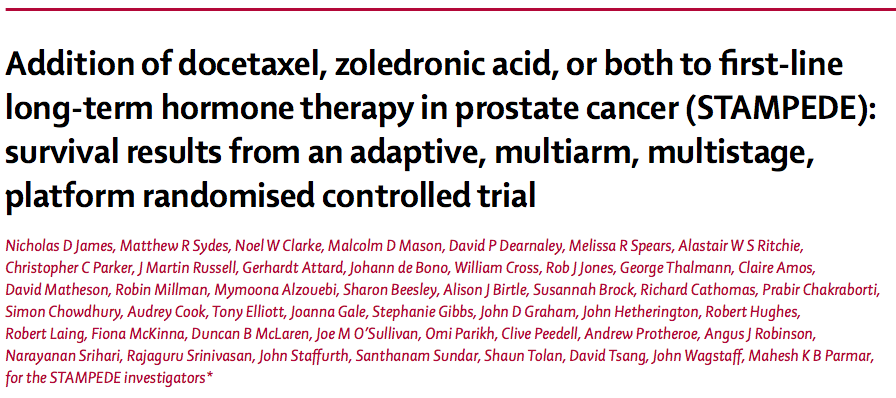 Addition of docetaxel, zoledronic acid, or both to first-line
long-term hormone therapy in prostate cancer (STAMPEDE):
survival results from an adaptive, multiarm, multistage,
platform randomised controlled trial
Nicholas D James, Matthew R Sydes, Noel W Clarke, Malcolm D Mason, David P Dearnaley, Melissa R Spears, Alastair W S Ritchie,
Christopher C Parker, J Martin Russell, Gerhardt Attard, Johann de Bono, William Cross, Rob J Jones, George Thalmann, Claire Amos,
David Matheson, Robin Millman, Mymoona Alzouebi, Sharon Beesley, Alison J Birtle, Susannah Brock, Richard Cathomas, Prabir Chakraborti,
Simon Chowdhury, Audrey Cook, Tony Elliott, Joanna Gale, Stephanie Gibbs, John D Graham, John Hetherington, Robert Hughes,
Robert Laing, Fiona McKinna, Duncan B McLaren, Joe M O’Sullivan, Omi Parikh, Clive Peedell, Andrew Protheroe, Angus J Robinson,
Narayanan Srihari, Rajaguru Srinivasan, John Staffurth, Santhanam Sundar, Shaun Tolan, David Tsang, John Wagstaff, Mahesh K B Parmar,
for the STAMPEDE investigators*